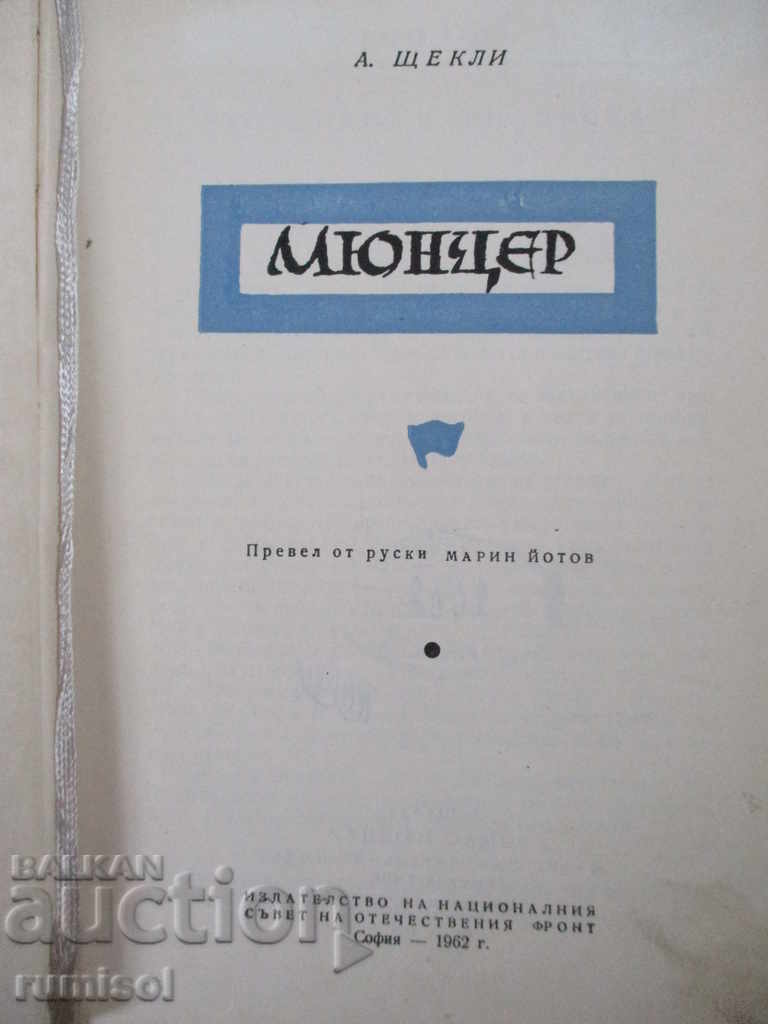 А. ЩЕКЛИ
МЮНЦЕР
Превел от руски МАРИН ЙОТОВ
ИЗДАТЕЛСТВО НА НАЦИОНАЛНИЯ
СЪВЕТ НА ОТЕЧЕСТВЕНИЯ ФРОНТ
София — 1962 г.
BALKAN
auction
rumisol